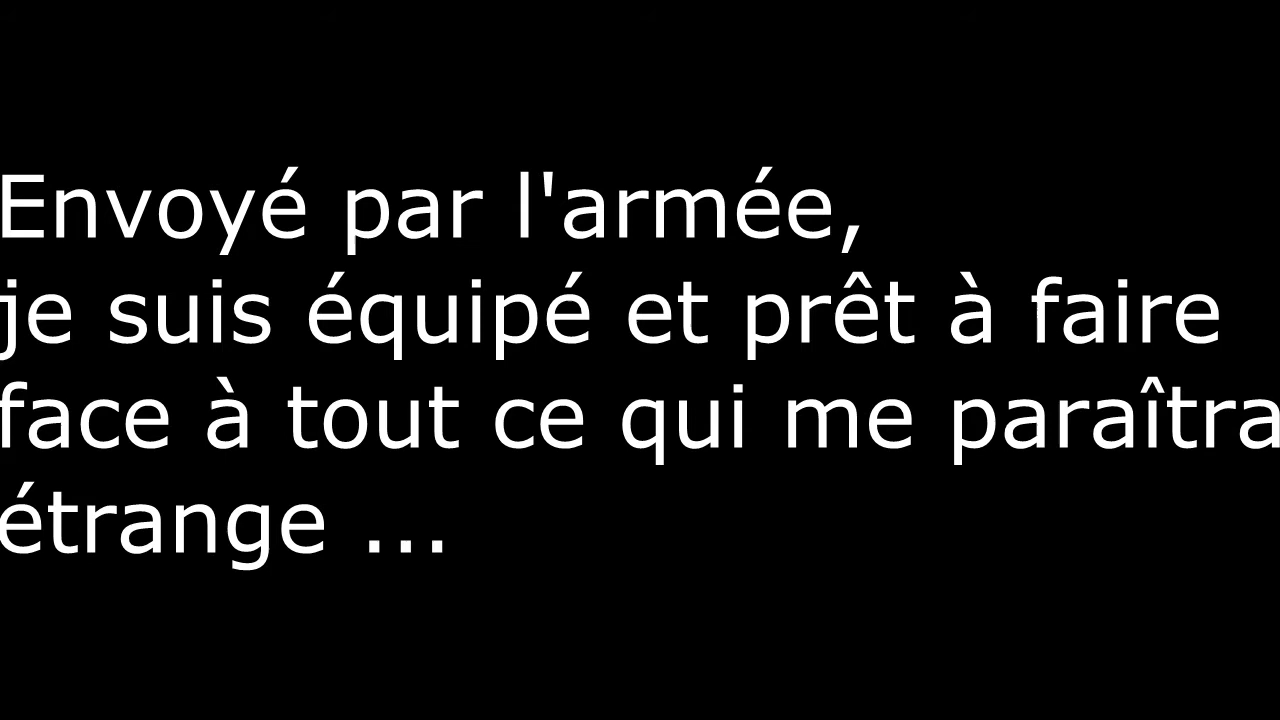 Envoyé par l'armée,
je suis équipé et prêt à faire
face à tout ce qui me paraîtra
étrange ...